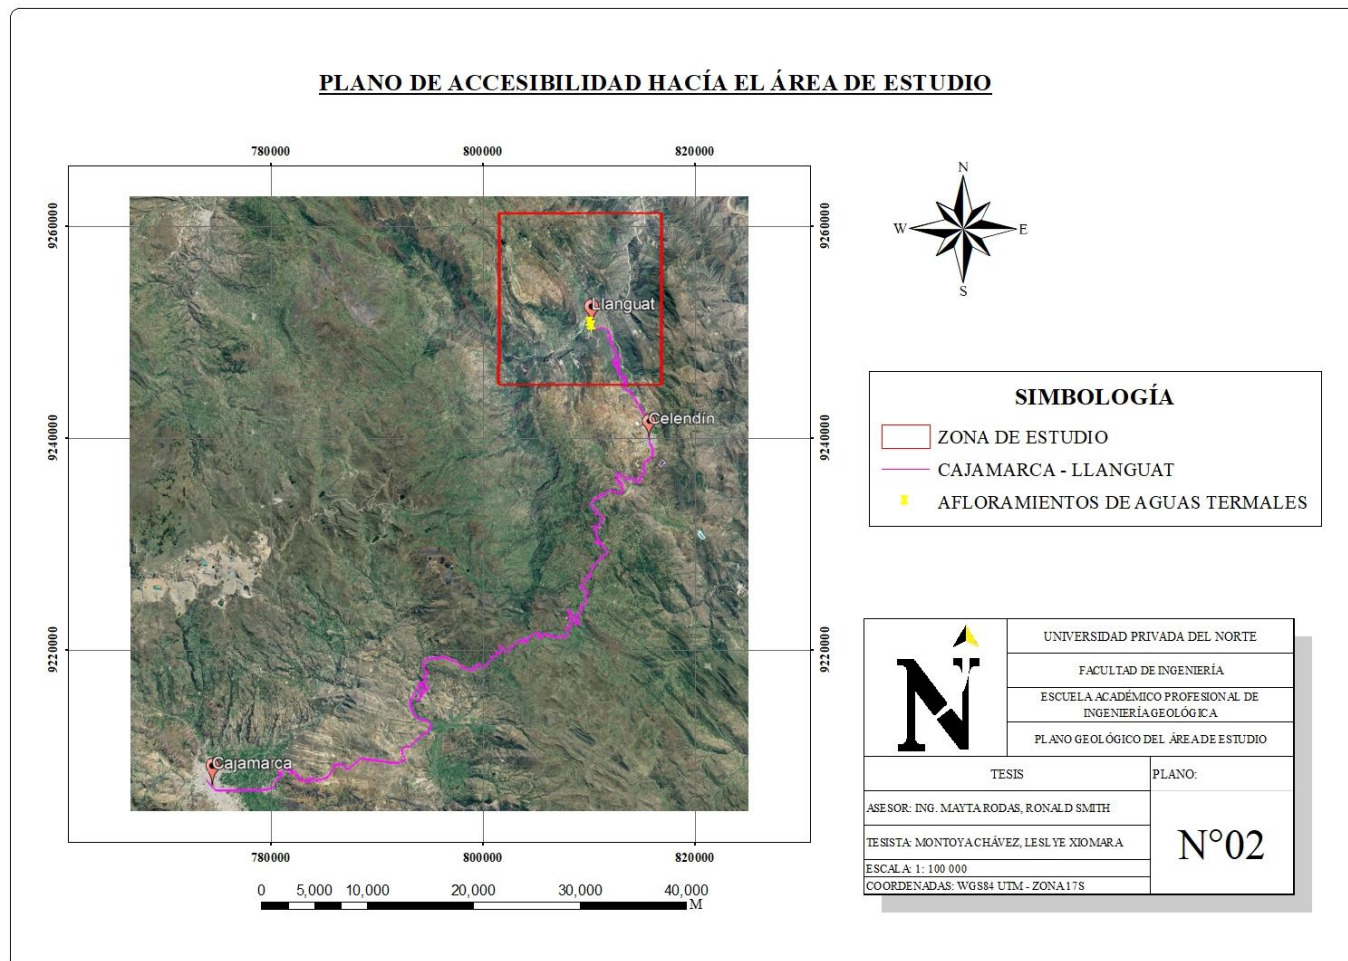 PLANO DE ACCESIBILIDAD HACÍA EL ÁREA DE ESTUDIO
780000 800000 820000
9260000 9260000
Llanguat
Celendín
9240000 9240000
9220000 9220000
Cajamarca
780000 800000 820000
0 5,000 10,000 20,000 30,000 40,000
M
N
W E
S
SIMBOLOGÍA
ZONA DE ESTUDIO
CAJAMARCA - LLANGUAT
AFLORAMIENTOS DE AGUAS TERMALES
N
UNIVERSIDAD PRIVADA DEL NORTE
FACULTAD DE INGENIERÍA
ESCUELA ACADÉMICO PROFESIONAL DE
INGENIERÍA GEOLÓGICA
PLANO GEOLÓGICO DEL ÁREA DE ESTUDIO
TESIS
PLANO:
ASESOR: ING. MAYTA RODAS, RONALD SMITH
TESISTA: MONTOYA CHÁVEZ, LESLYE XIOMARA
N°02
ESCALA: 1: 100 000
COORDENADAS: WGS84 UTM - ZONA 17S